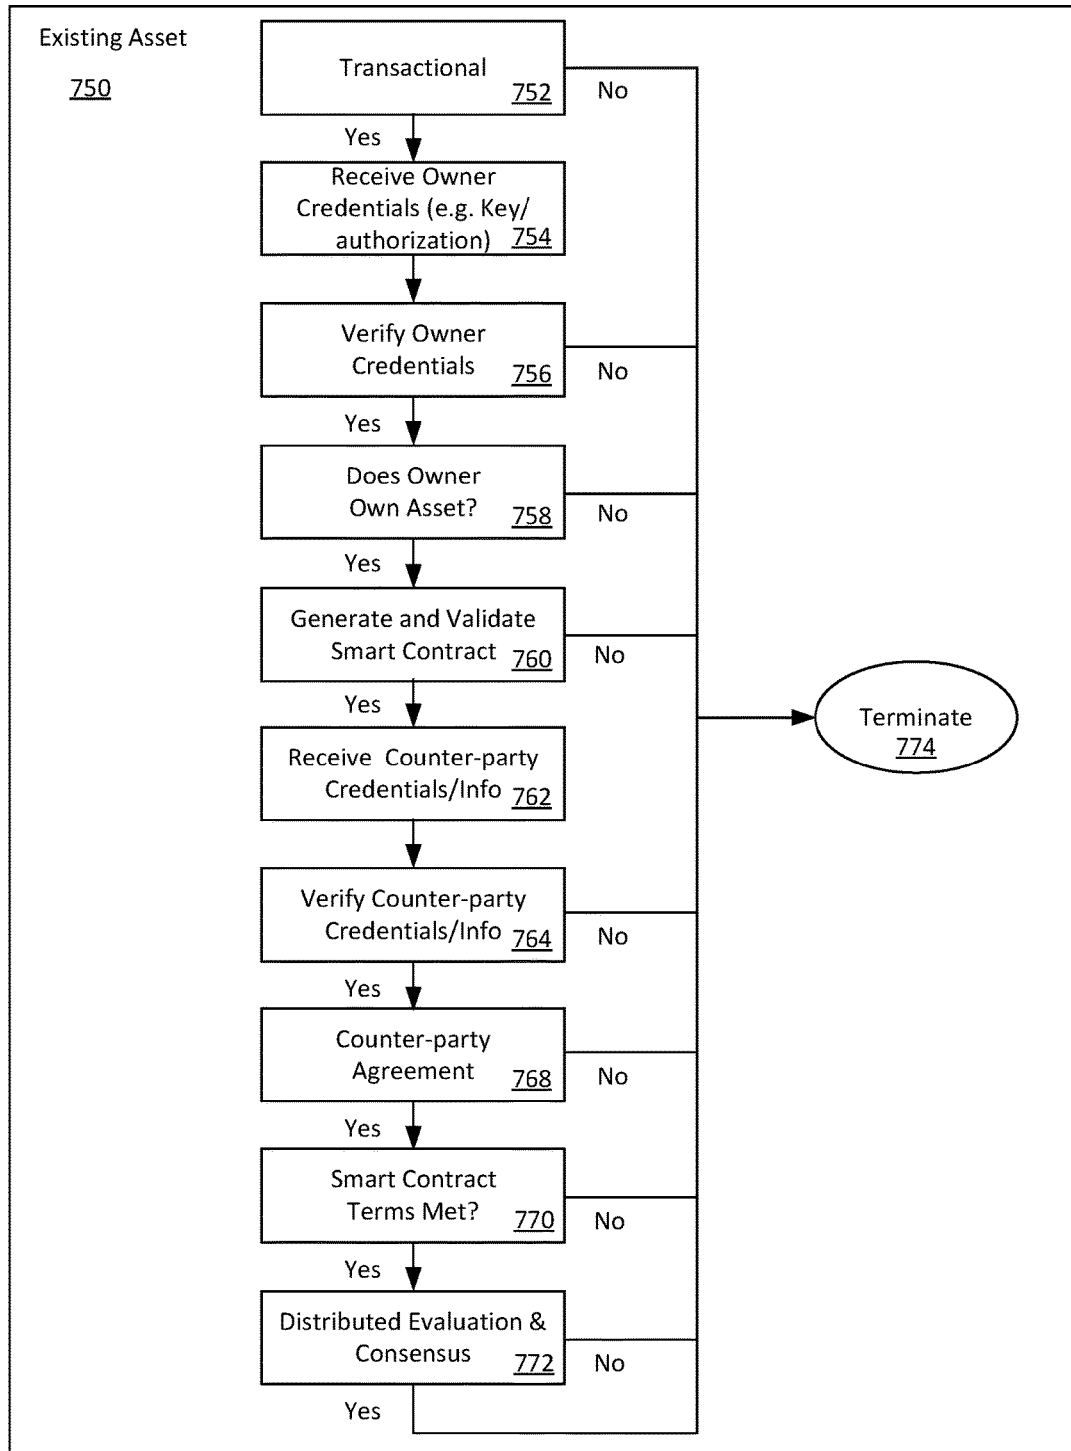 Existing Asset
750
Transactional
752
No
Yes
Receive Owner
Credentials (e.g. Key/
authorization)
754
Verify Owner
Credentials
756
No
Yes
Does Owner
Own Asset?
758
No
Yes
Generate and Validate
Smart Contract
760
No
Yes
Receive Counter-party
Credentials/Info
762
Verify Counter-party
Credentials/Info
764
No
Yes
Counter-party
Agreement
768
No
Yes
Smart Contract
Terms Met?
770
No
Yes
Distributed Evaluation &
Consensus
772
No
Yes
Terminate
774